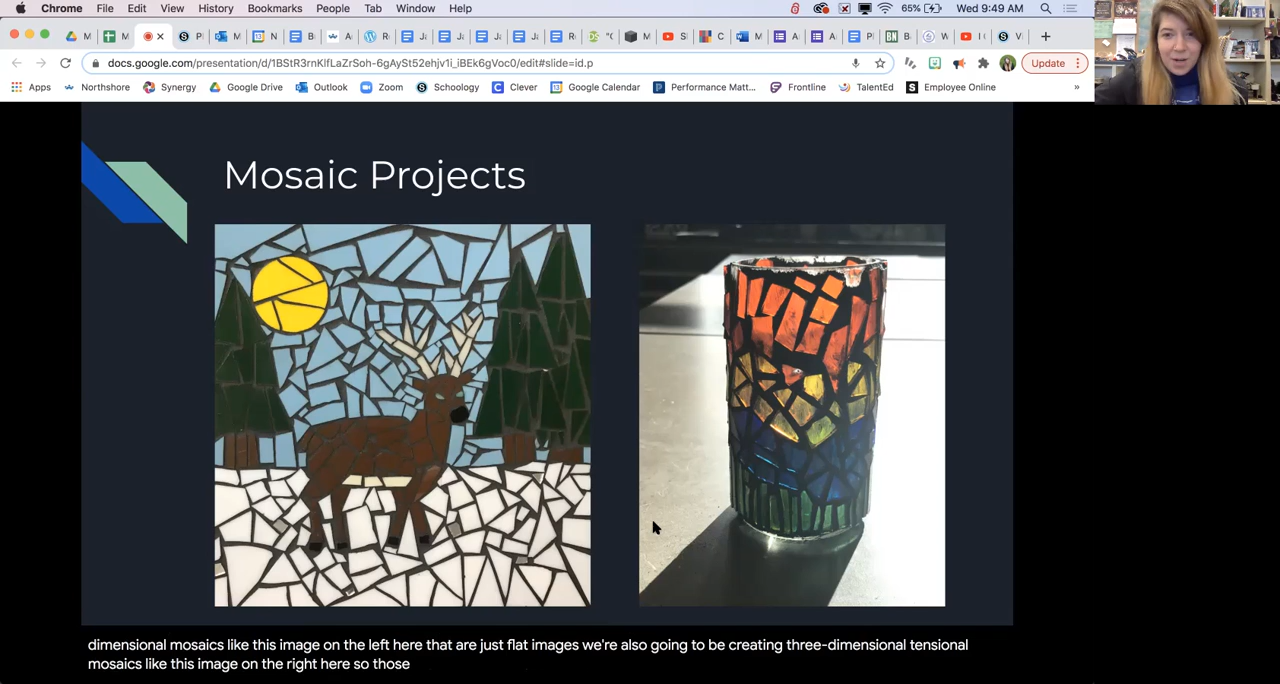 Chrome File Edit View History Bookmarks People Tab Window Help 65% Wed 9:49 AM
docs.google.com/presentation/d/1BStR3rnKlfLaZrSoh-6gAySt52ehjv1i_iBEk6gVoc0/edit#slide=id.p Update
Apps Northshore Synergy Google Drive Outlook Zoom Schoology Clever Google Calendar Performance Matt... Frontline TalentEd Employee Online »
Mosaic Projects
dimensional mosaics like this image on the left here that are just flat images we're also going to be creating three-dimensional tensional
mosaics like this image on the right here so those